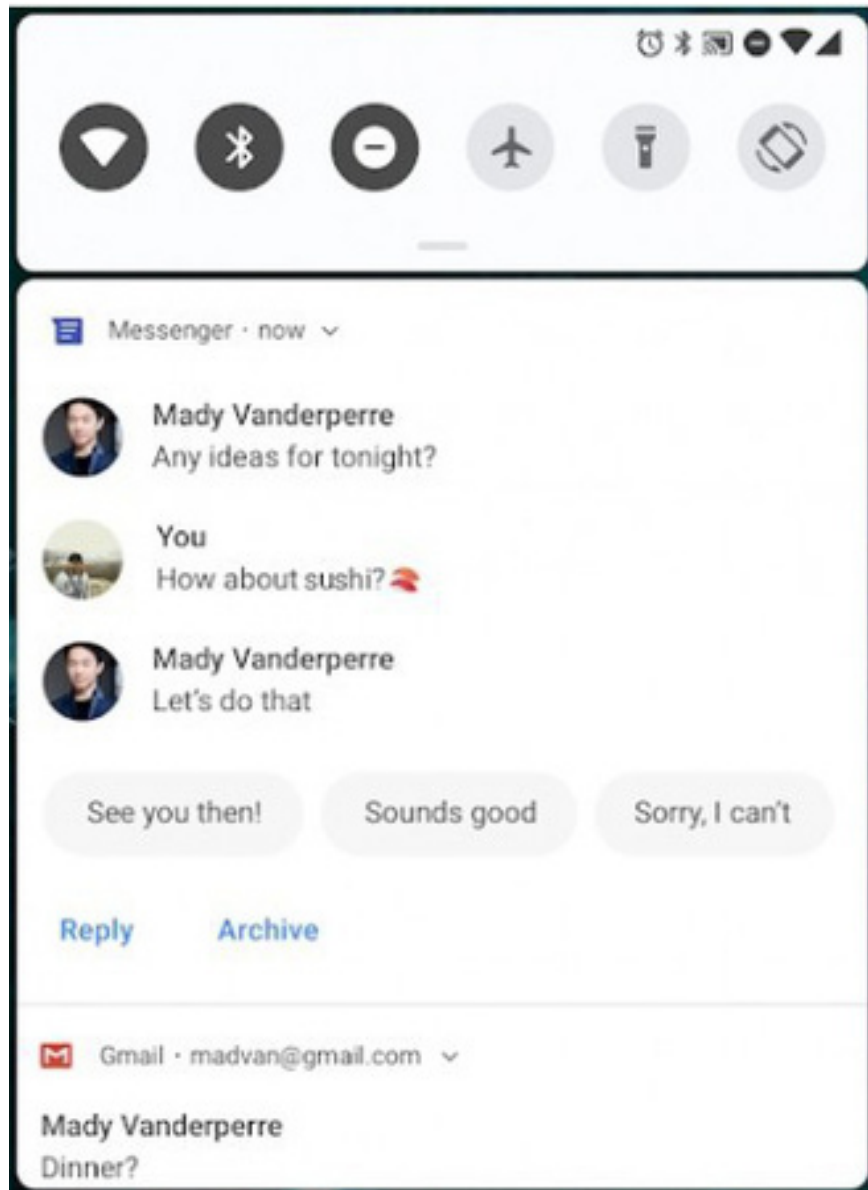 Messenger · now
Mady Vanderperre
Any ideas for tonight?
You
How about sushi?🍣
Mady Vanderperre
Let's do that
See you then! Sounds good Sorry, I can't
Reply Archive
Gmail · madvan@gmail.com
Mady Vanderperre
Dinner?